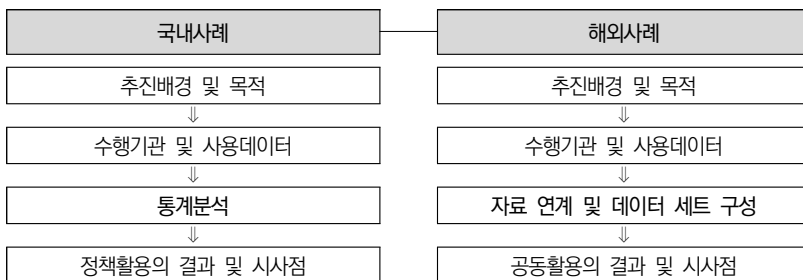 국내사례
해외사례
추진배경 및 목적
추진배경 및 목적
⇓
⇓
수행기관 및 사용데이터
수행기관 및 사용데이터
⇓
⇓
통계분석
자료 연계 및 데이터 세트 구성
⇓
⇓
정책활용의 결과 및 시사점
공동활용의 결과 및 시사점